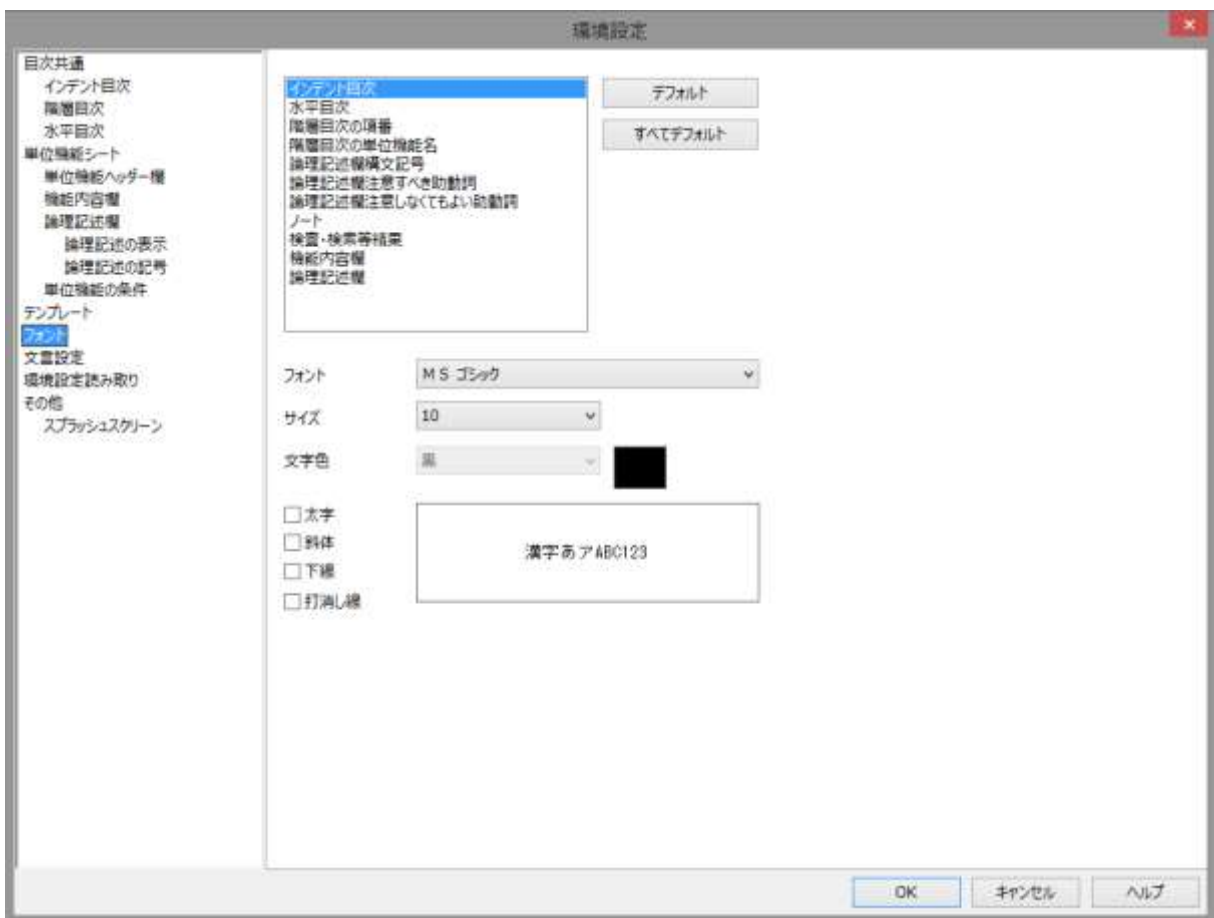 環境設定
目次共通
インデント目次
階層目次
水平目次
単位機能シート
単位機能ヘッダー欄
機能内容欄
論理記述欄
論理記述の表示
論理記述の記号
単位機能の条件
テンプレート
フォント
文書設定
環境設定読み取り
その他
スプラッシュスクリーン
インデント目次
水平目次
階層目次の項番
階層目次の単位機能名
論理記述欄構文記号
論理記述欄注意すべき助動詞
論理記述欄注意しなくてもよい助動詞
ノート
検査・検索等結果
機能内容欄
論理記述欄
デフォルト
すべてデフォルト
フォント
ＭＳ ゴシック
サイズ
10
文字色
黒
太字
斜体
下線
打消し線
漢字あアABC123
OK
キャンセル
ヘルプ